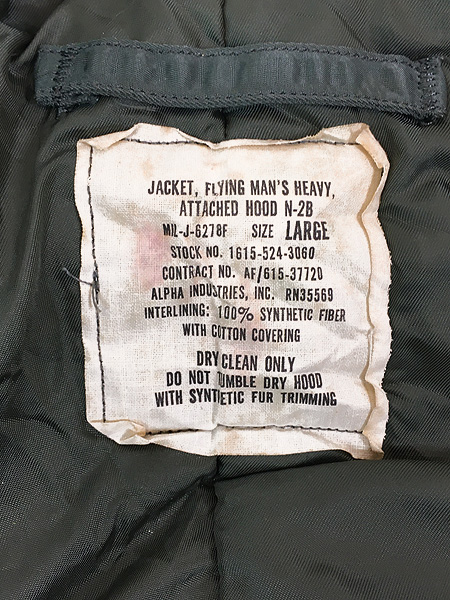 JACKET, FLYING MAN'S HEAVY,
ATTACHED HOOD N-2B
MIL-J-6278F SIZE LARGE
STOCK NO. 1615-524-3060
CONTRACT NO. AF/615-37720
ALPHA INDUSTRIES, INC. RN35569
INTERLINING: 100% SYNTHETIC FIBER
WITH COTTON COVERING
DRY CLEAN ONLY
DO NOT TUMBLE DRY HOOD
WITH SYNTHETIC FUR TRIMMING